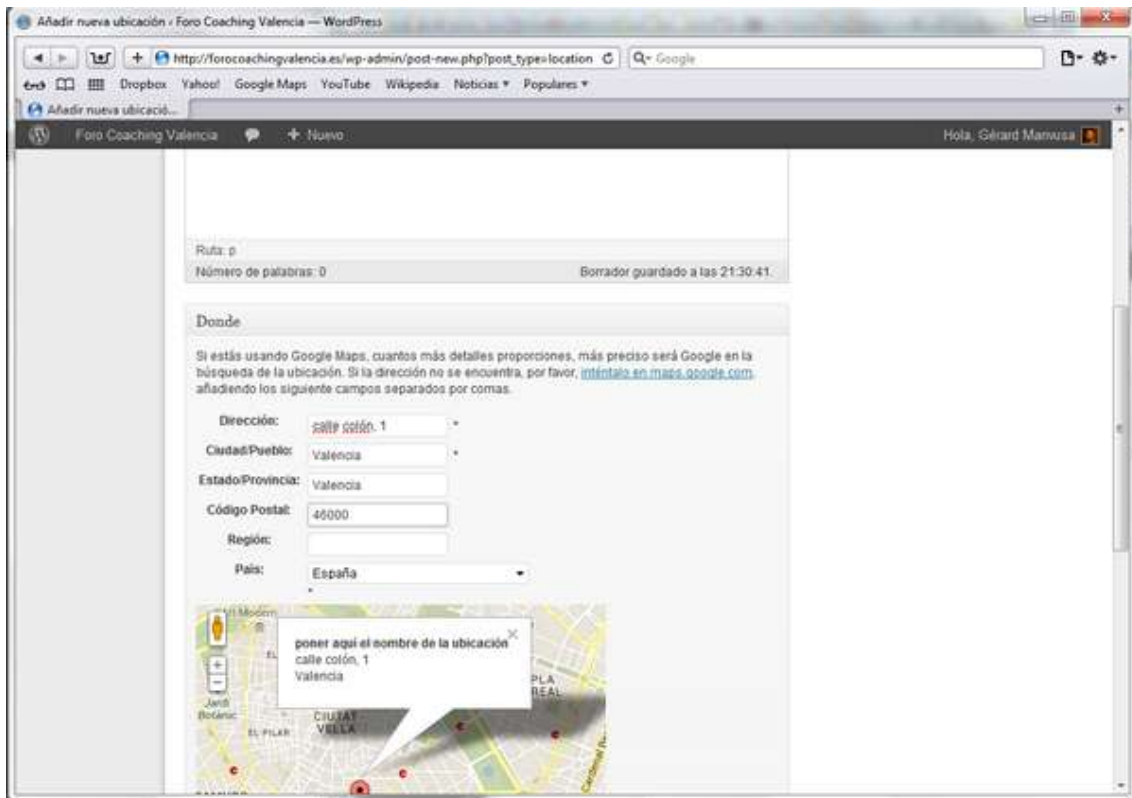 Añadir nueva ubicación ‹ Foro Coaching Valencia — WordPress
http://forocoachingvalencia.es/wp-admin/post-new.php?post_type=location
Google
Dropbox Yahoo! Google Maps YouTube Wikipedia Noticias Populares
Añadir nueva ubicació...
Foro Coaching Valencia + Nuevo Hola, Gérard
Ruta: p
Número de palabras: 0 Borrador guardado a las 21:30:41.
Donde
Si estás usando Google Maps, cuantos más detalles proporciones, más preciso será Google en la
búsqueda de la ubicación. Si la dirección no se encuentra, por favor, inténtalo en maps.google.com,
añadiendo los siguiente campos separados por comas.
Dirección: calle colón, 1 *
Ciudad/Pueblo: Valencia *
Estado/Provincia: Valencia
Código Postal: 46000
Región:
País: España
*
Modern
poner aquí el nombre de la ubicación
calle colón, 1
Valencia
EL
PLA
REAL
Jardí
Botànic
CIUTAT
VELLA
EL PILAR
Cardenal